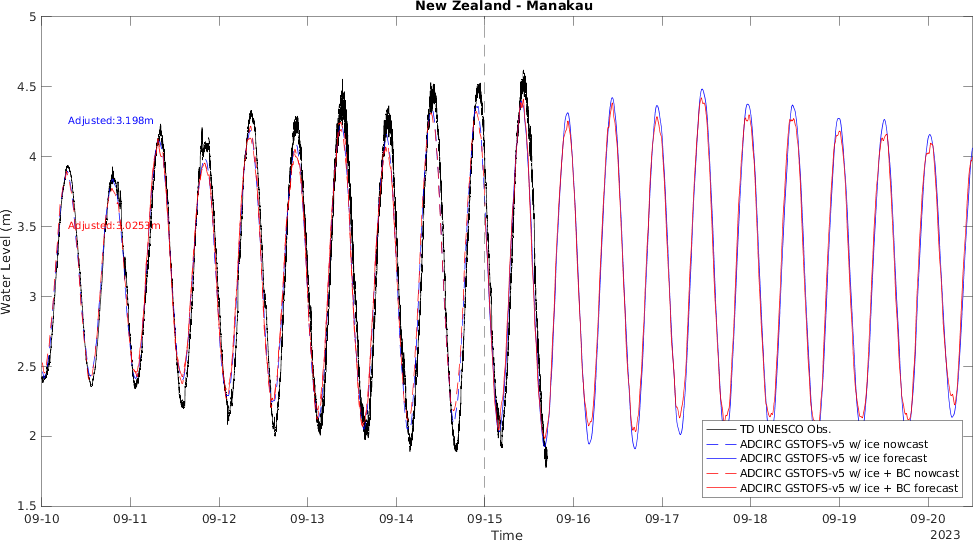 New Zealand - Manakau
5
4.5
4
3.5
3
2.5
2
1.5
Water Level (m)
Adjusted:3.198m
Adjusted:3.0253m
TD UNESCO Obs.
ADCIRC GSTOFS-v5 w/ ice nowcast
ADCIRC GSTOFS-v5 w/ ice forecast
ADCIRC GSTOFS-v5 w/ ice + BC nowcast
ADCIRC GSTOFS-v5 w/ ice + BC forecast
09-10 09-11 09-12 09-13 09-14 09-15 09-16 09-17 09-18 09-19 09-20
Time
2023